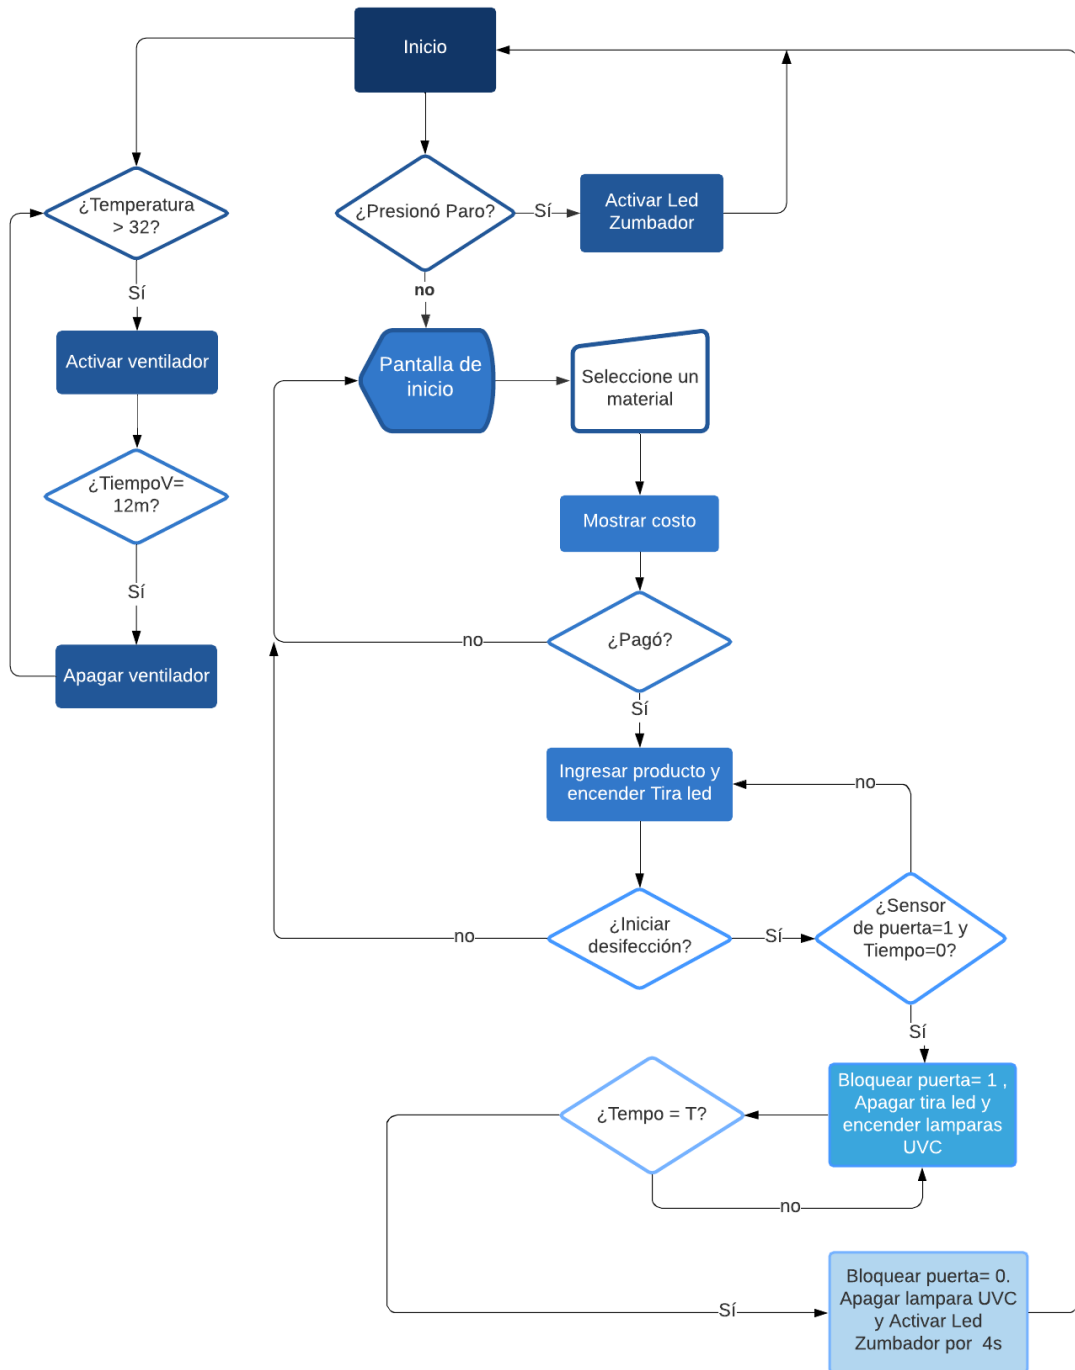 Inicio
¿Temperatura
> 32?
¿Presionó Paro?
Sí
Activar Led
Zumbador
Sí
no
Activar ventilador
Pantalla de
inicio
Seleccione un
material
¿TiempoV=
12m?
Mostrar costo
Sí
¿Pagó?
no
Apagar ventilador
Sí
Ingresar producto y
encender Tira led
no
¿Iniciar
desifección?
no
Sí
¿Sensor
de puerta=1 y
Tiempo=0?
Sí
¿Tempo = T?
Bloquear puerta= 1 ,
Apagar tira led y
encender lamparas
UVC
no
Sí
Bloquear puerta= 0.
Apagar lampara UVC
y Activar Led
Zumbador por 4s